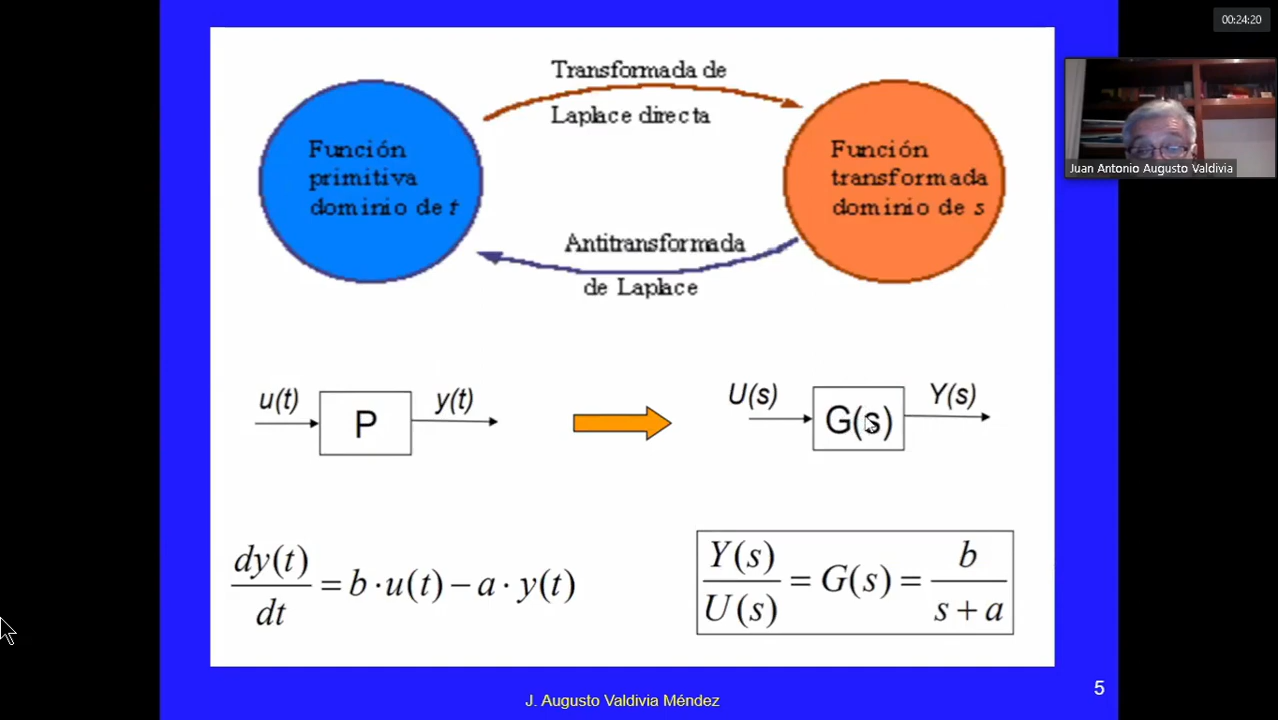 00:24:20
Transformada de
Laplace directa
Función
primitiva
dominio de t
Función
transformada
dominio de s
Juan Antonio Augusto Valdivia
Antitransformada
de Laplace
u(t)
P
y(t)
U(s)
G(s)
Y(s)
dy(t)/dt = b · u(t) − a · y(t)
Y(s)/U(s) = G(s) = b/(s + a)
J. Augusto Valdivia Méndez
5